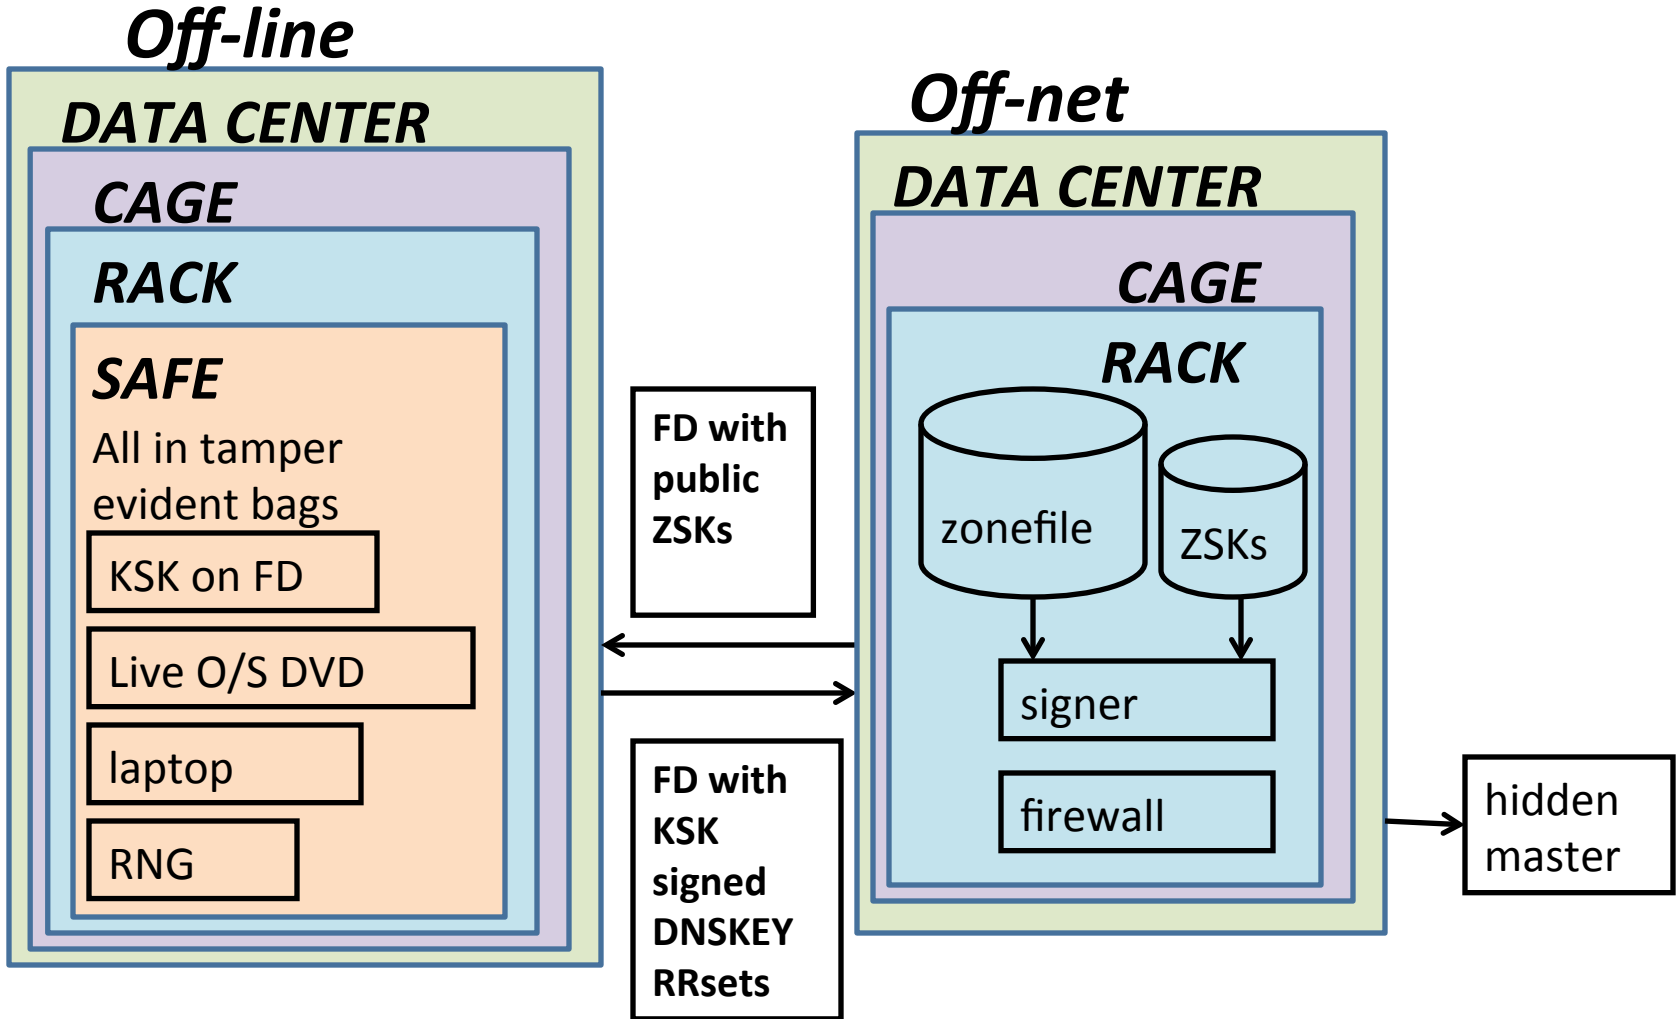 Off-line
DATA CENTER
CAGE
RACK
SAFE
All in tamper
evident bags
KSK on FD
Live O/S DVD
laptop
RNG
FD with
public
ZSKs
FD with
KSK
signed
DNSKEY
RRsets
Off-net
DATA CENTER
CAGE
RACK
zonefile
ZSKs
signer
firewall
hidden
master